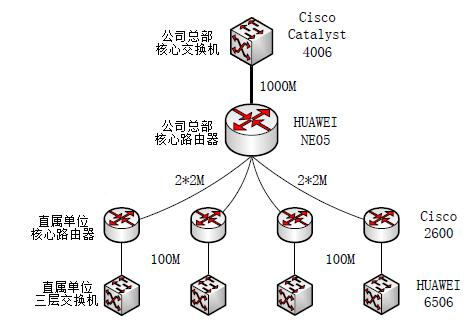 公司总部
核心交换机
Cisco
Catalyst
4006
1000M
公司总部
核心路由器
HUAWEI
NE05
2*2M
2*2M
直属单位
核心路由器
Cisco
2600
100M
100M
直属单位
三层交换机
HUAWEI
6506